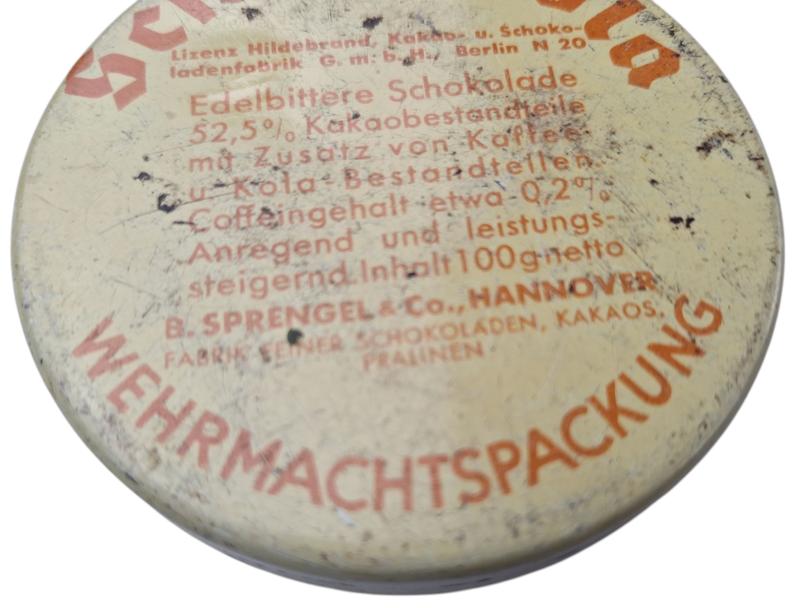 Lizenz Hildebrand, Kakao- u. Schoko-
ladenfabrik G. m. b. H., Berlin N 20
Edelbittere Schokolade
52,5% Kakaobestandteile
mit Zusatz von Kaffee-
u. Kola-Bestandteilen.
Coffeingehalt etwa 0,2%
Anregend und leistungs-
steigernd. Inhalt 100g netto
B. SPRENGEL & Co., HANNOVER
FABRIK FEINER SCHOKOLADEN, KAKAOS,
PRALINEN
WEHRMACHTSPACKUNG